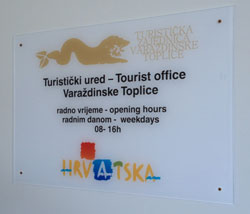 TURISTIČKA
ZAJEDNICA
VARAŽDINSKE
TOPLICE
Turistički ured – Tourist office
Varaždinske Toplice
radno vrijeme - opening hours
radnim danom - weekdays
08-16h
HRVATSKA